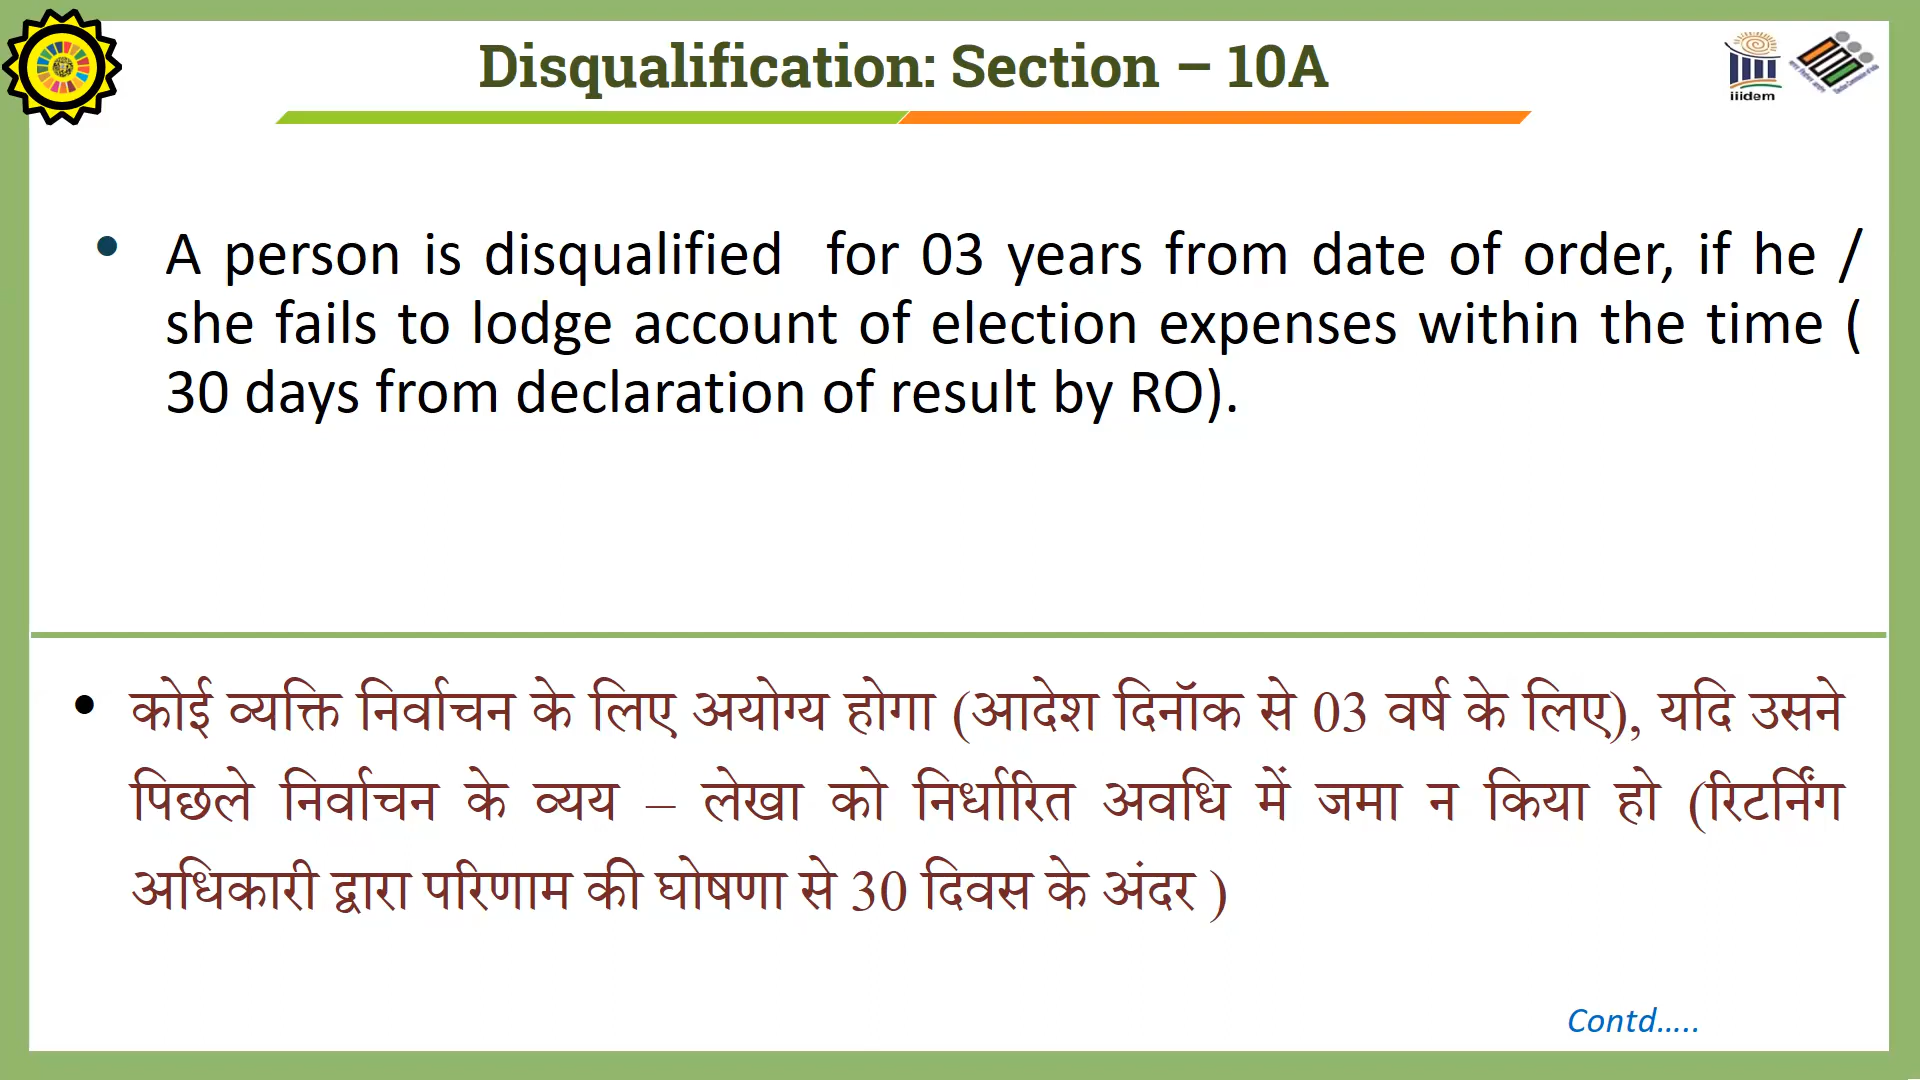 Disqualification: Section – 10A
iiidem
• A person is disqualified for 03 years from date of order, if he /
she fails to lodge account of election expenses within the time (
30 days from declaration of result by RO).
• कोई व्यक्ति निर्वाचन के लिए अयोग्य होगा (आदेश दिनॉक से 03 वर्ष के लिए), यदि उसने
पिछले निर्वाचन के व्यय – लेखा को निर्धारित अवधि में जमा न किया हो (रिटर्निंग
अधिकारी द्वारा परिणाम की घोषणा से 30 दिवस के अंदर )
Contd.....